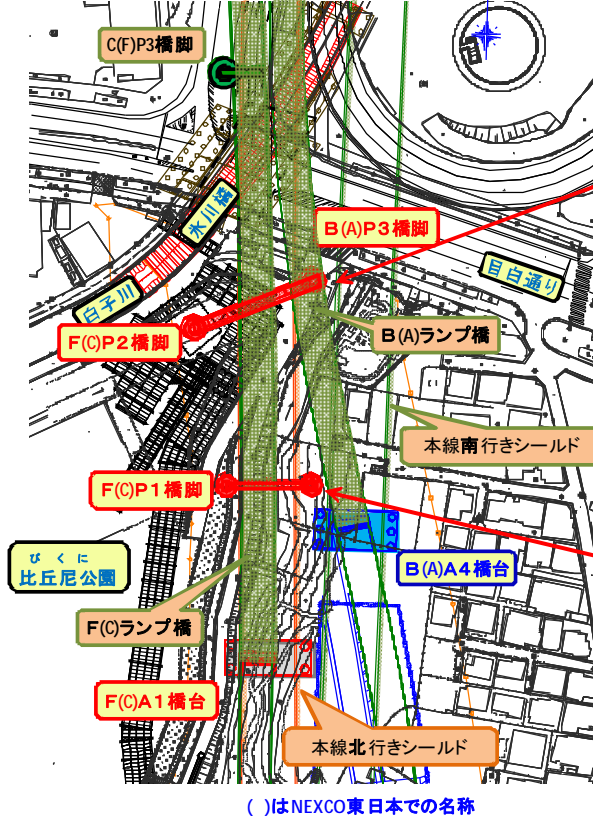 C(F)P3橋脚
氷川橋
B(A)P3橋脚
目白通り
白子川
F(C)P2橋脚
B(A)ランプ橋
本線南行きシールド
F(C)P1橋脚
びくに
比丘尼公園
B(A)A4橋台
F(C)ランプ橋
F(C)A1橋台
本線北行きシールド
( )はNEXCO東日本での名称